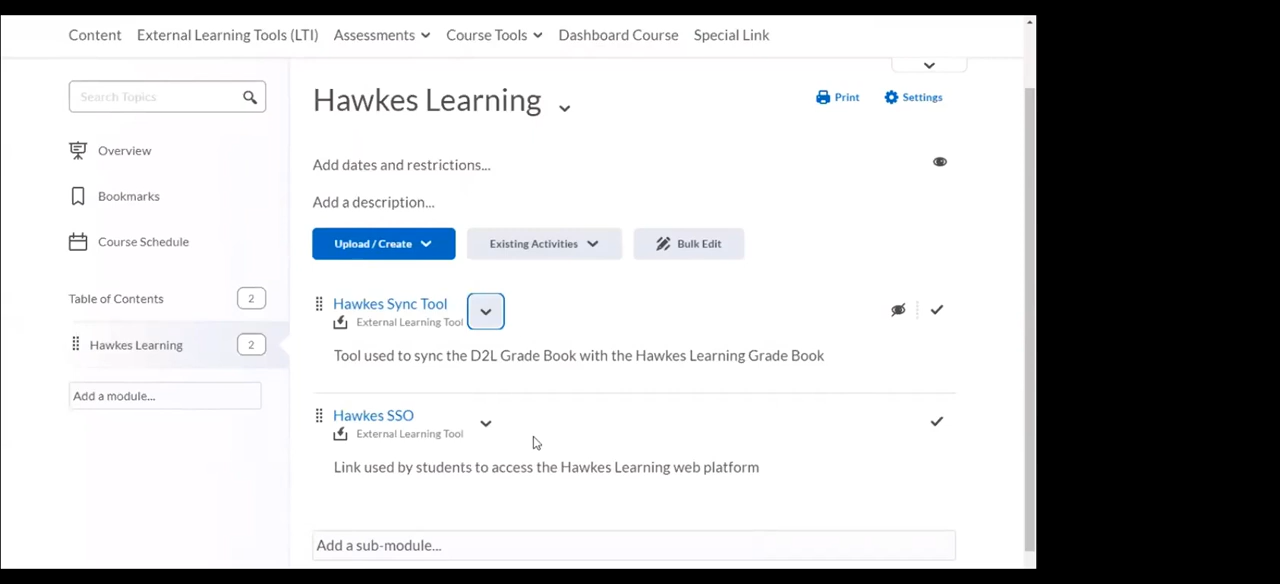 Content External Learning Tools (LTI) Assessments Course Tools Dashboard Course Special Link
Search Topics
Hawkes Learning
Print
Settings
Overview
Add dates and restrictions...
Bookmarks
Add a description...
Course Schedule
Upload / Create
Existing Activities
Bulk Edit
Table of Contents
2
Hawkes Sync Tool
External Learning Tool
Hawkes Learning
2
Tool used to sync the D2L Grade Book with the Hawkes Learning Grade Book
Add a module...
Hawkes SSO
External Learning Tool
Link used by students to access the Hawkes Learning web platform
Add a sub-module...